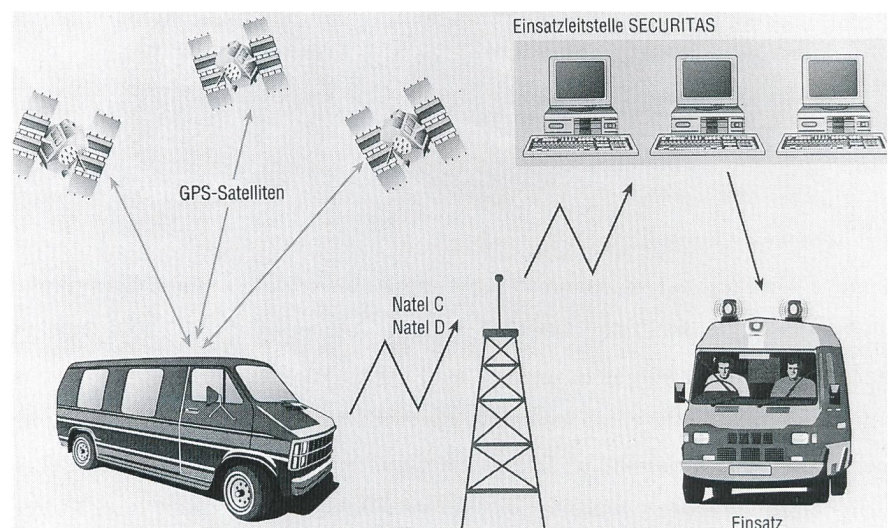 Einsatzleitstelle SECURITAS
GPS-Satelliten
Natel C
Natel D
Einsatz